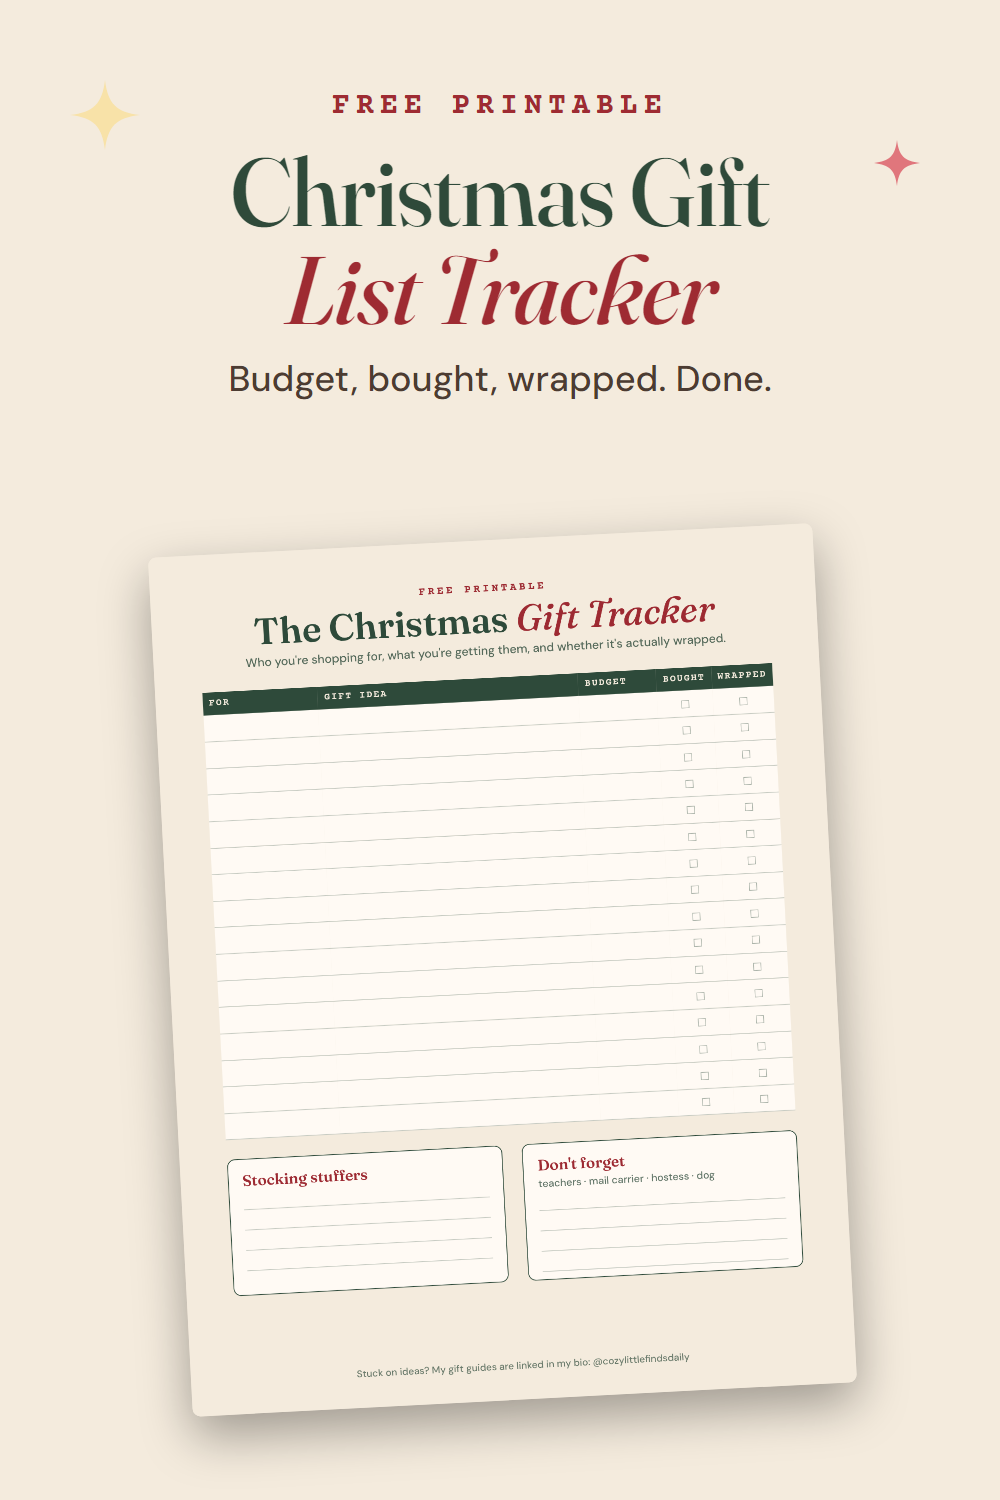 FREE PRINTABLE
Christmas Gift
List Tracker
Budget, bought, wrapped. Done.
FREE PRINTABLE
The Christmas Gift Tracker
Who you're shopping for, what you're getting them, and whether it's actually wrapped.
FOR GIFT IDEA BUDGET BOUGHT WRAPPED
Stocking stuffers
Don't forget
teachers · mail carrier · hostess · dog
Stuck on ideas? My gift guides are linked in my bio: @cozylittlefindsdaily